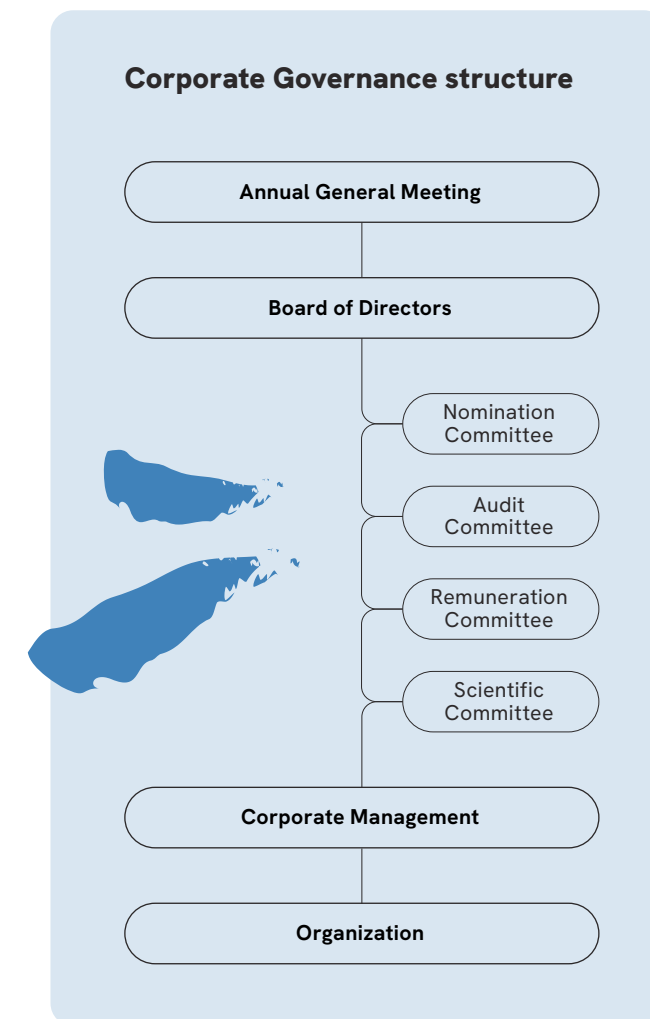 Corporate Governance structure
Annual General Meeting
Board of Directors
Nomination
Committee
Audit
Committee
Remuneration
Committee
Scientific
Committee
Corporate Management
Organization